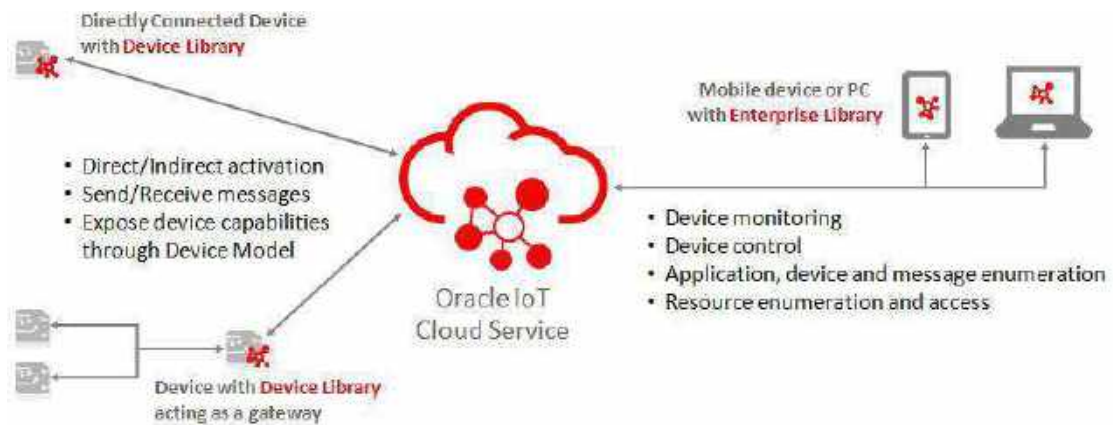 Directly Connected Device
with Device Library
Mobile device or PC
with Enterprise Library
• Direct/Indirect activation
• Send/Receive messages
• Expose device capabilities
through Device Model
• Device monitoring
• Device control
• Application, device and message enumeration
• Resource enumeration and access
Oracle IoT
Cloud Service
Device with Device Library
acting as a gateway